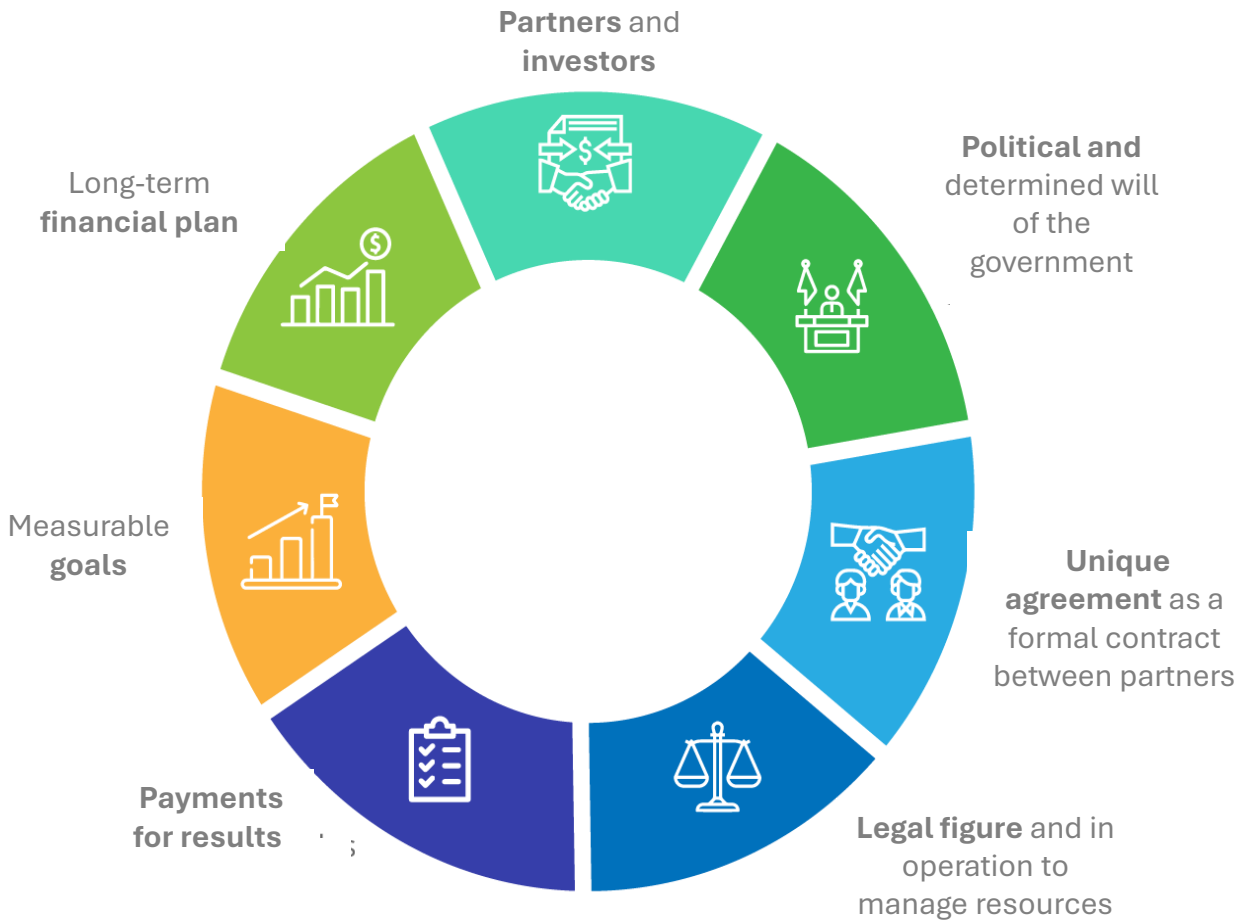 Partners and
investors
Political and
determined will
of the
government
Unique
agreement as a
formal contract
between partners
Legal figure and in
operation to
manage resources
Payments
for results
Measurable
goals
Long-term
financial plan
$
$